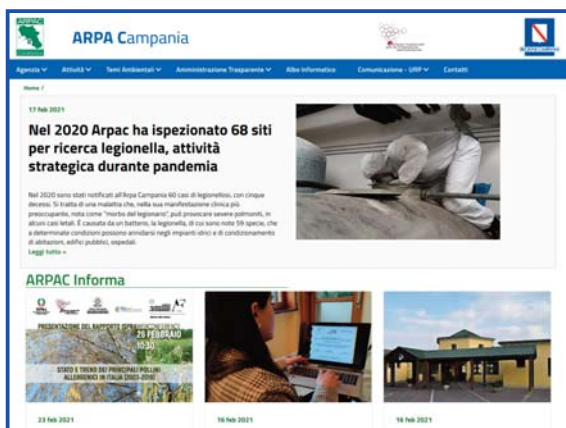 ARPAC
ARPA Campania
Agenzia
Attività
Temi Ambientali
Amministrazione Trasparente
Albo Informatico
Comunicazione - URP
Contatti
Home /
17 feb 2021
Nel 2020 Arpac ha ispezionato 68 siti
per ricerca legionella, attività
strategica durante pandemia
Nel 2020 sono stati notificati all'Arpa Campania 60 casi di legionellosi, con cinque
decessi. Si tratta di una malattia che, nella sua manifestazione clinica più
preoccupante, nota come "morbo del legionario", può provocare severe polmoniti, in
alcuni casi letali. È causata da un batterio, la legionella, di cui sono note 59 specie, che
a determinate condizioni possono annidarsi negli impianti idrici e di condizionamento
di abitazioni, edifici pubblici, ospedali.
Leggi tutto »
ARPAC Informa
PRESENTAZIONE DEL RAPPORTO
26 FEBBRAIO
10:30
STATO E TREND DEI PRINCIPALI POLLINI
ALLERGENICI IN ITALIA (2003-2019)
23 feb 2021
16 feb 2021
16 feb 2021